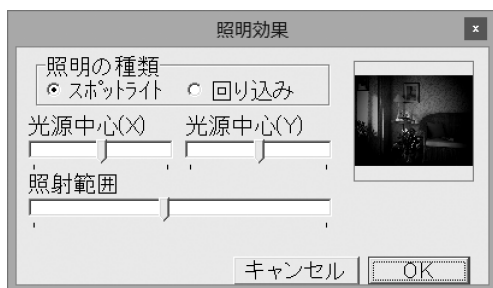 照明効果
照明の種類
スポットライト 回り込み
光源中心(X) 光源中心(Y)
照射範囲
キャンセル OK